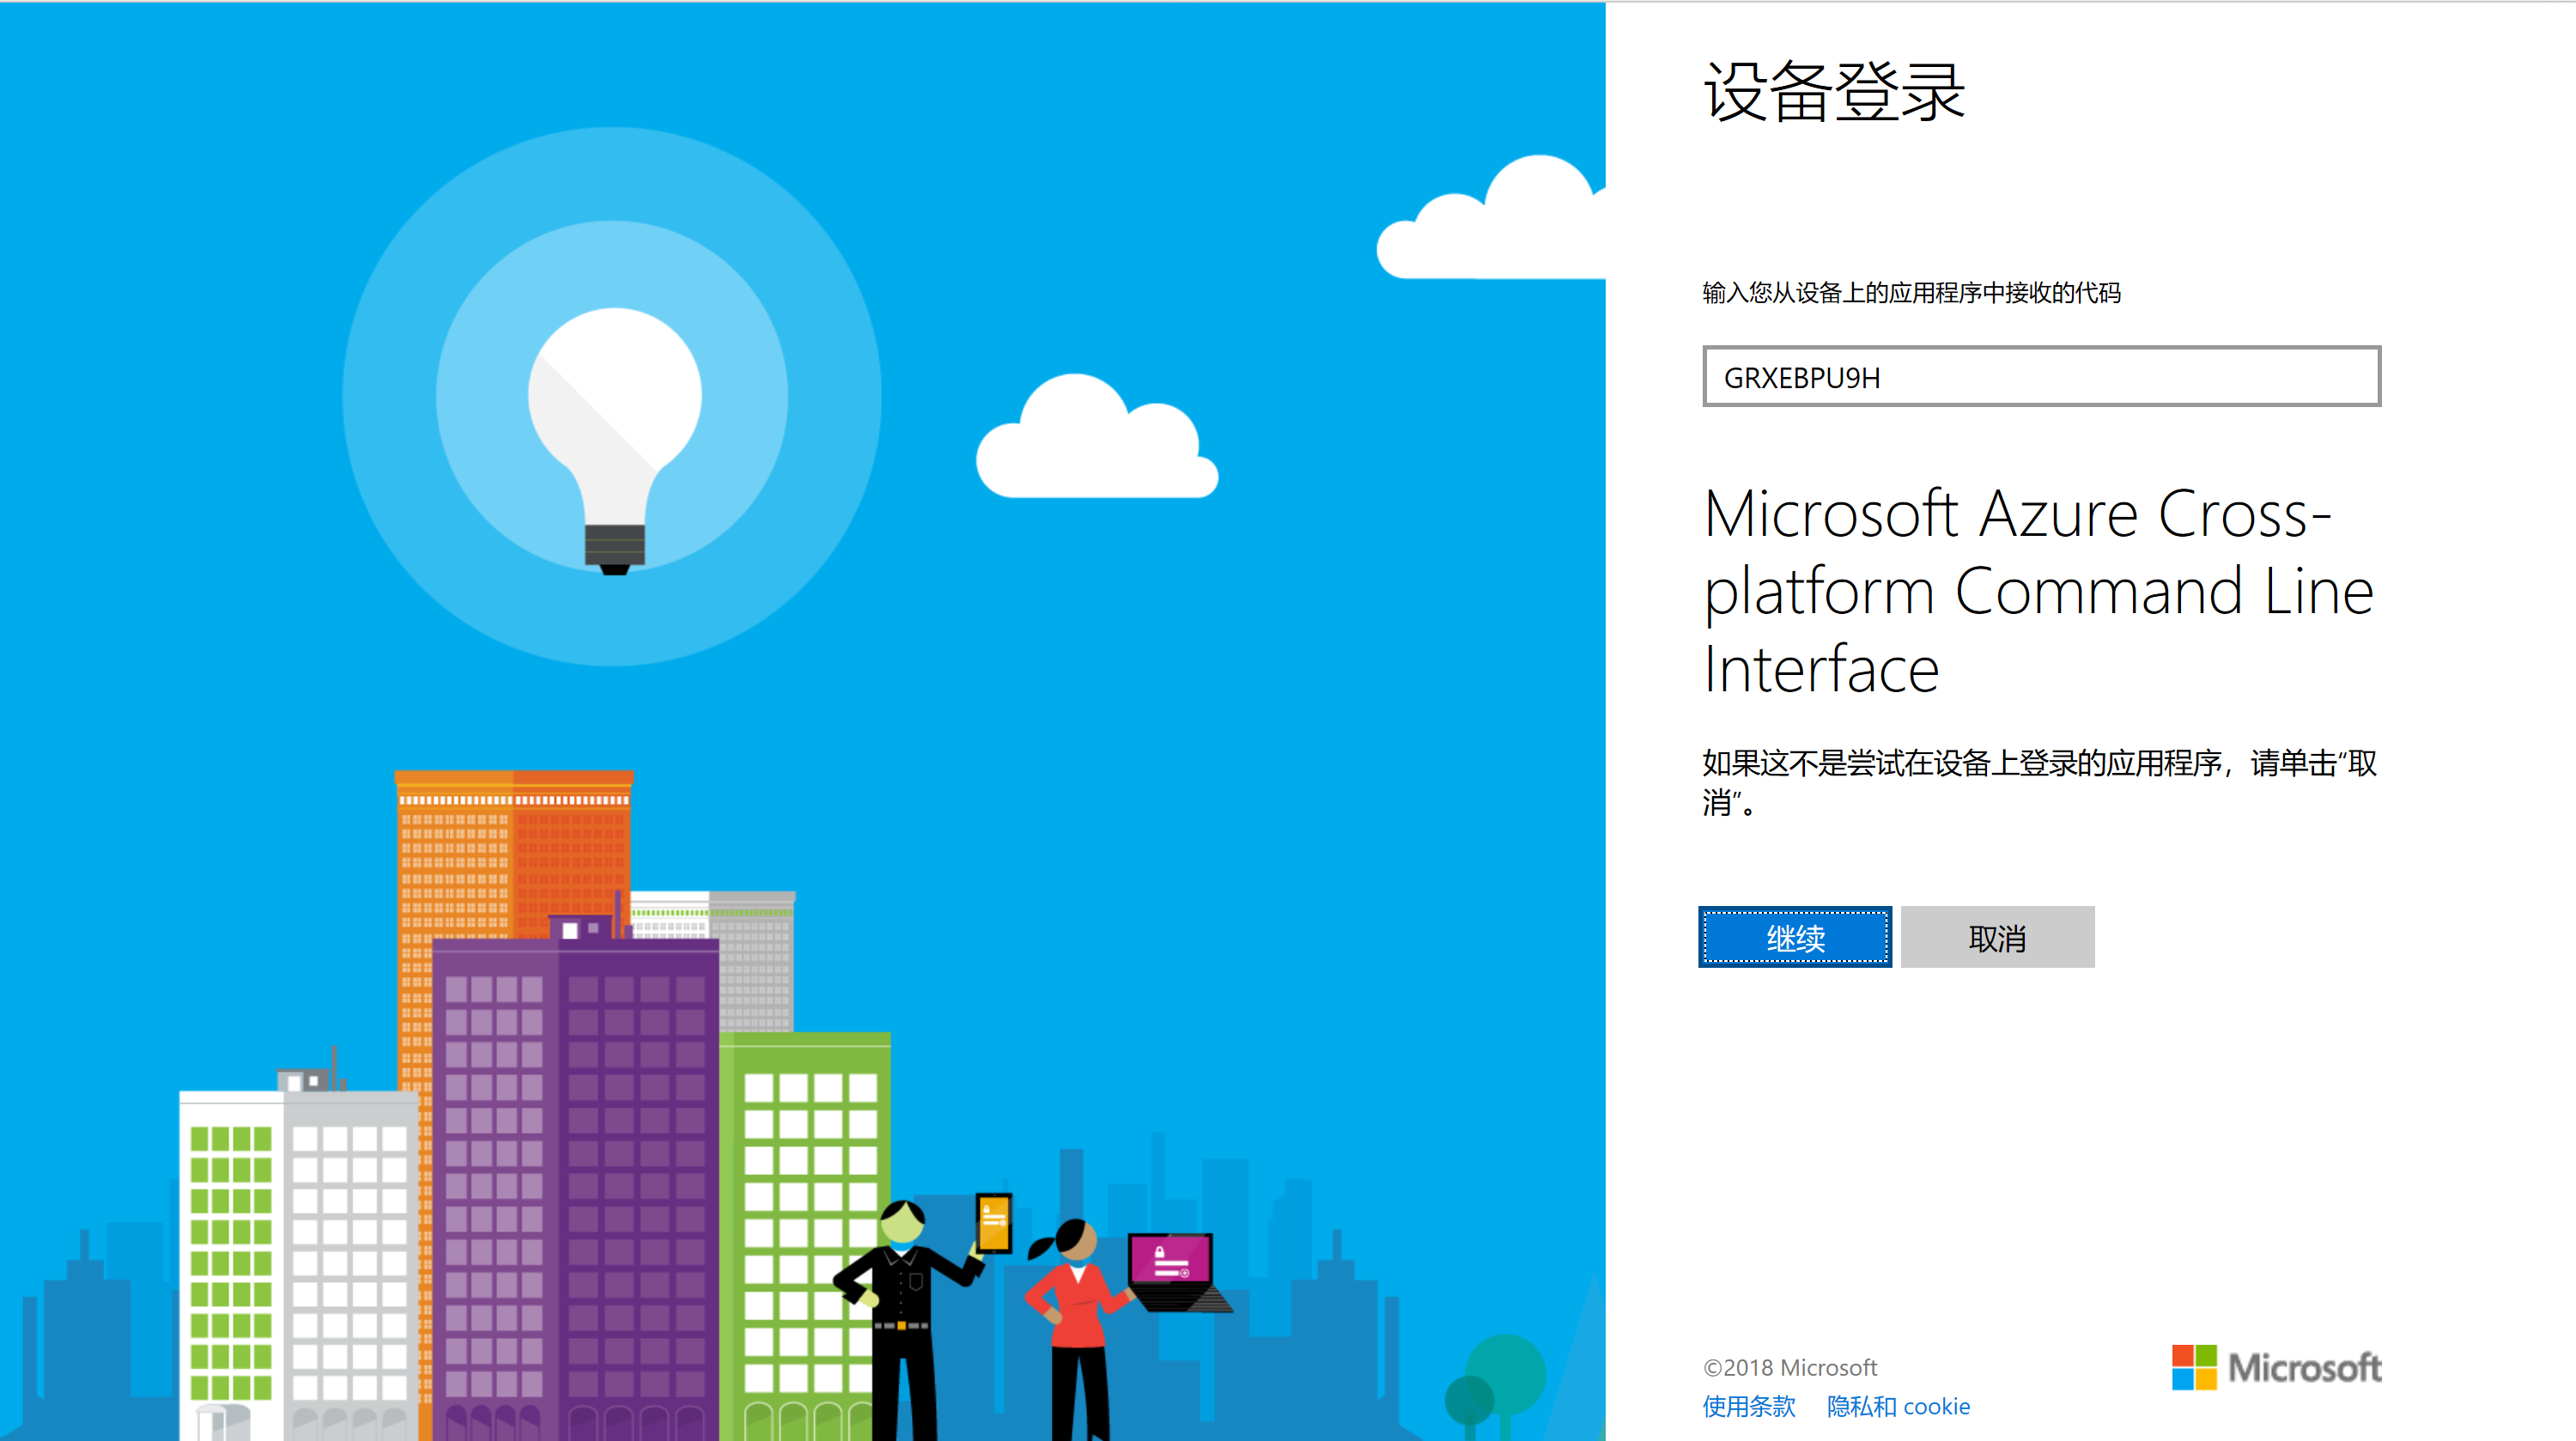 设备登录
输入您从设备上的应用程序中接收的代码
GRXEBPU9H
Microsoft Azure Cross-
platform Command Line
Interface
如果这不是尝试在设备上登录的应用程序，请单击“取
消”。
继续 取消
©2018 Microsoft
使用条款 隐私和 cookie
Microsoft